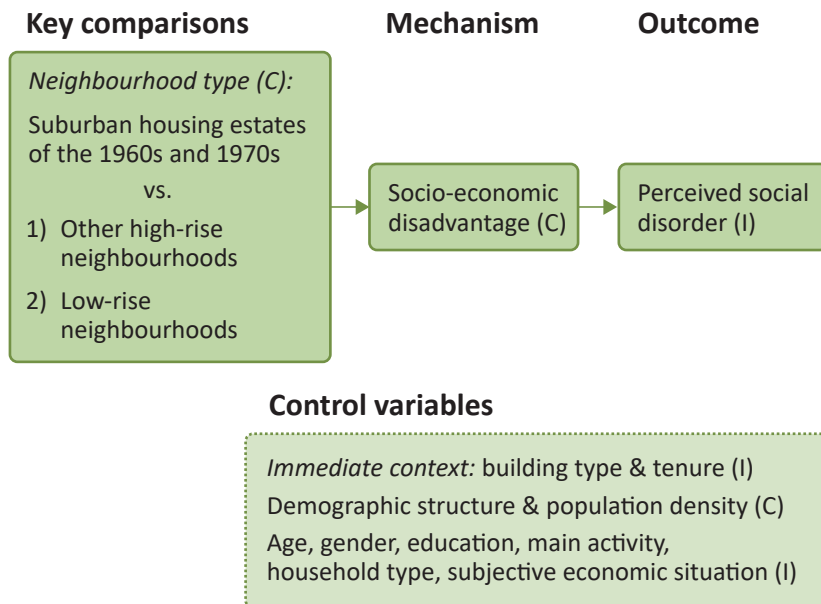 Key comparisons
Mechanism
Outcome
Neighbourhood type (C):
Suburban housing estates
of the 1960s and 1970s
vs.
1) Other high-rise
neighbourhoods
2) Low-rise
neighbourhoods
Socio-economic
disadvantage (C)
Perceived social
disorder (I)
Control variables
Immediate context: building type & tenure (I)
Demographic structure & population density (C)
Age, gender, education, main activity,
household type, subjective economic situation (I)